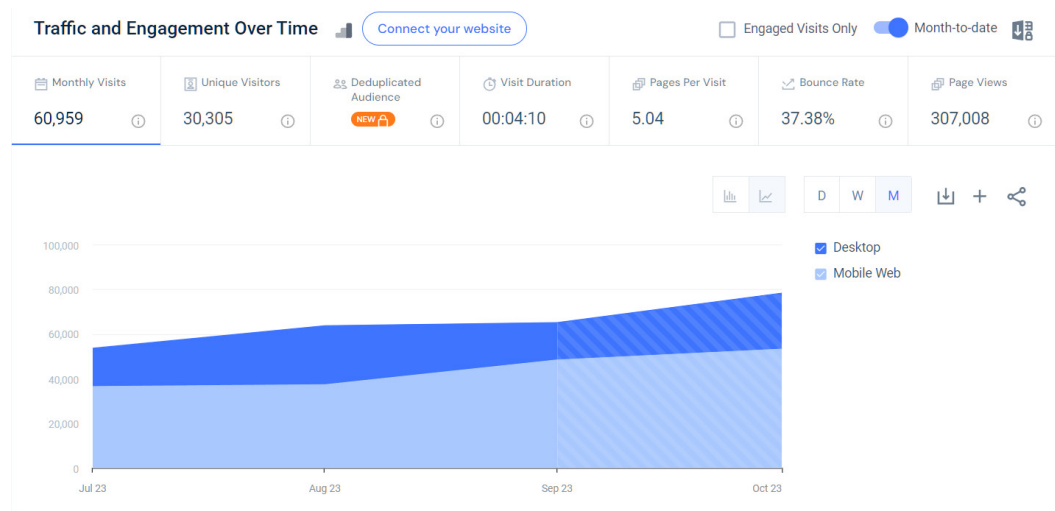 Traffic and Engagement Over Time
Connect your website
Engaged Visits Only
Month-to-date
Monthly Visits
60,959
Unique Visitors
30,305
Deduplicated
Audience
NEW
Visit Duration
00:04:10
Pages Per Visit
5.04
Bounce Rate
37.38%
Page Views
307,008
D W M
Desktop
Mobile Web
100,000
80,000
60,000
40,000
20,000
0
Jul 23 Aug 23 Sep 23 Oct 23